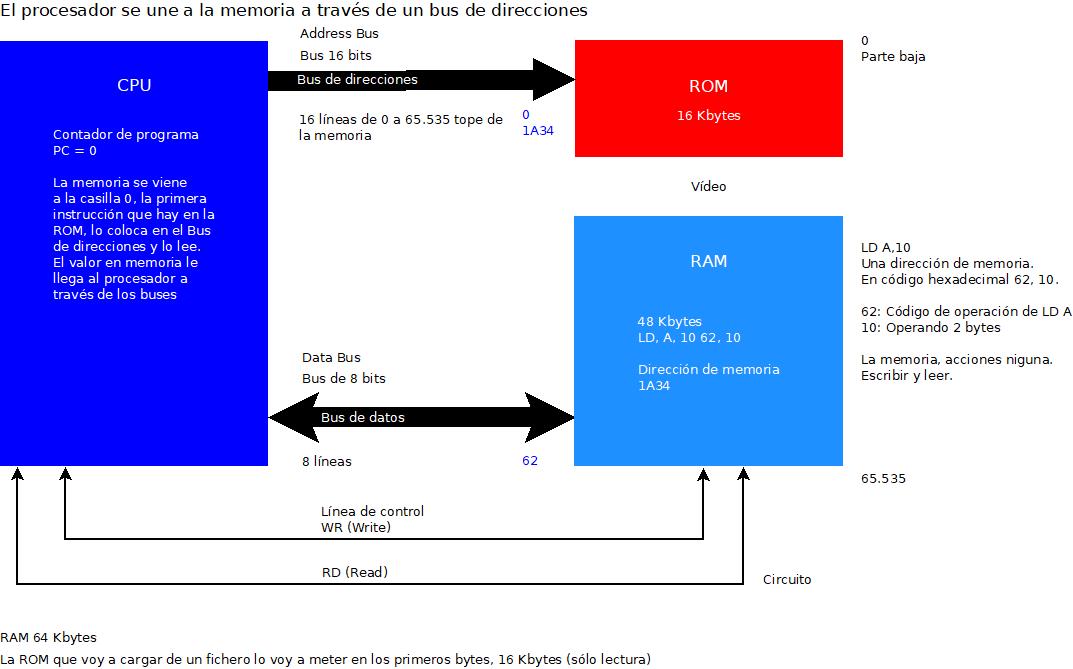 El procesador se une a la memoria a través de un bus de direcciones
Address Bus
Bus 16 bits
Bus de direcciones
16 líneas de 0 a 65.535 tope de
la memoria
0
1A34
CPU
Contador de programa
PC = 0
La memoria se viene
a la casilla 0, la primera
instrucción que hay en la
ROM, lo coloca en el Bus
de direcciones y lo lee.
El valor en memoria le
llega al procesador a
través de los buses
ROM
16 Kbytes
0
Parte baja
Vídeo
RAM
48 Kbytes
LD, A, 10 62, 10
Dirección de memoria
1A34
LD A,10
Una dirección de memoria.
En código hexadecimal 62, 10.
62: Código de operación de LD A
10: Operando 2 bytes
La memoria, acciones niguna.
Escribir y leer.
65.535
Data Bus
Bus de 8 bits
Bus de datos
8 líneas
62
Línea de control
WR (Write)
RD (Read)
Circuito
RAM 64 Kbytes
La ROM que voy a cargar de un fichero lo voy a meter en los primeros bytes, 16 Kbytes (sólo lectura)